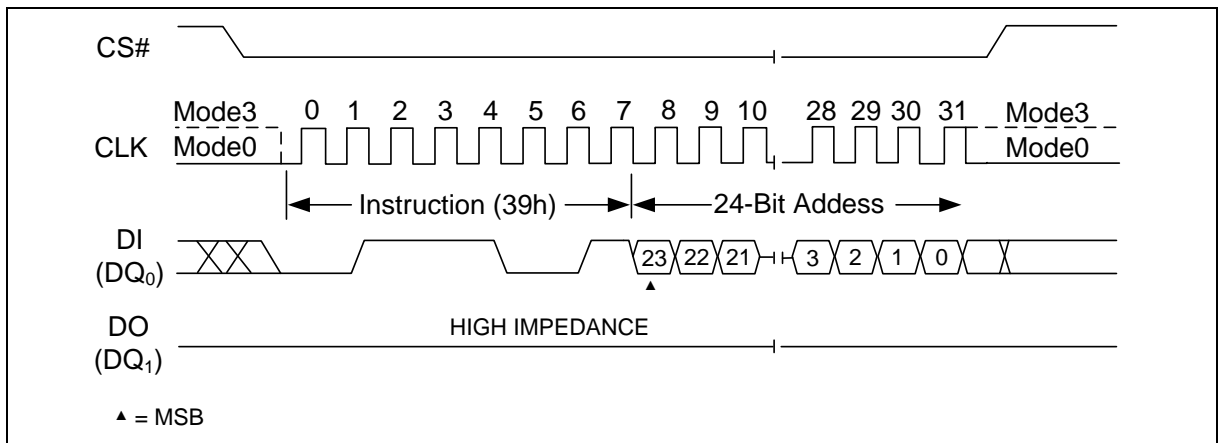 CS#
Mode3
0 1 2 3 4 5 6 7 8 9 10 28 29 30 31
Mode3
CLK
Mode0
Mode0
Instruction (39h)
24-Bit Addess
DI
(DQ0)
23 22 21 3 2 1 0
▲
DO
(DQ1)
HIGH IMPEDANCE
▲ = MSB